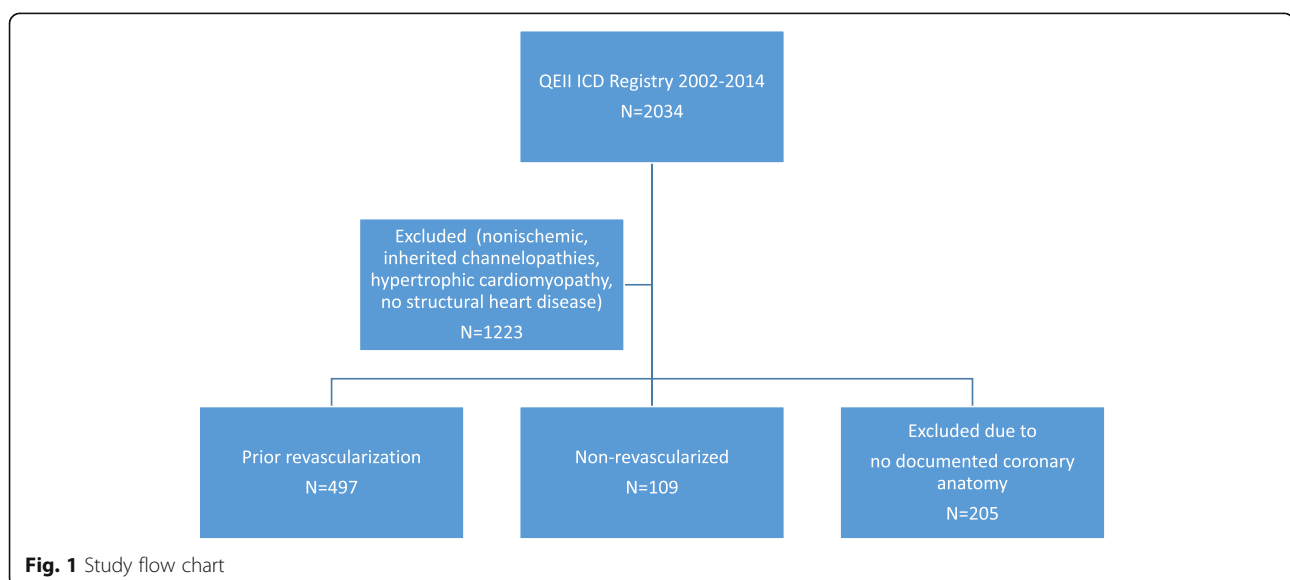 QEII ICD Registry 2002-2014
N=2034
Excluded (nonischemic,
inherited channelopathies,
hypertrophic cardiomyopathy,
no structural heart disease)
N=1223
Prior revascularization
N=497
Non-revascularized
N=109
Excluded due to
no documented coronary
anatomy
N=205
Fig. 1 Study flow chart